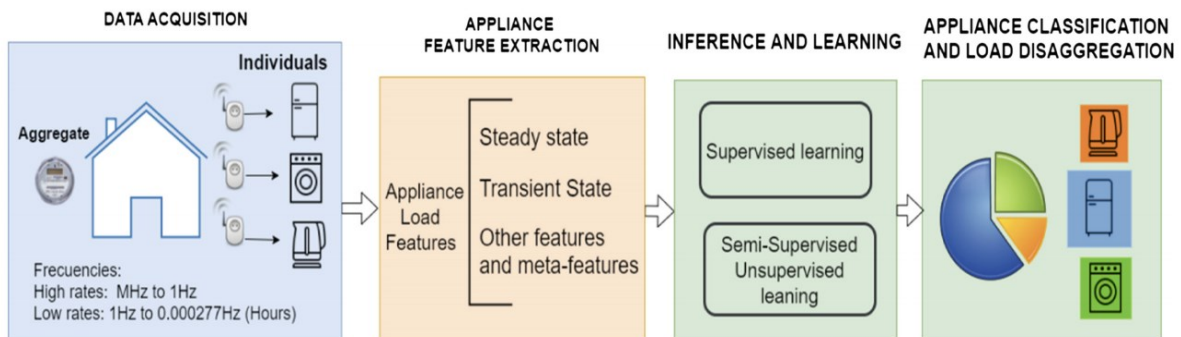 DATA ACQUISITION
Individuals
Aggregate
Frecuencies:
High rates: MHz to 1Hz
Low rates: 1Hz to 0.000277Hz (Hours)
APPLIANCE
FEATURE EXTRACTION
Appliance
Load
Features
Steady state
Transient State
Other features
and meta-features
INFERENCE AND LEARNING
Supervised learning
Semi-Supervised
Unsupervised
leaning
APPLIANCE CLASSIFICATION
AND LOAD DISAGGREGATION